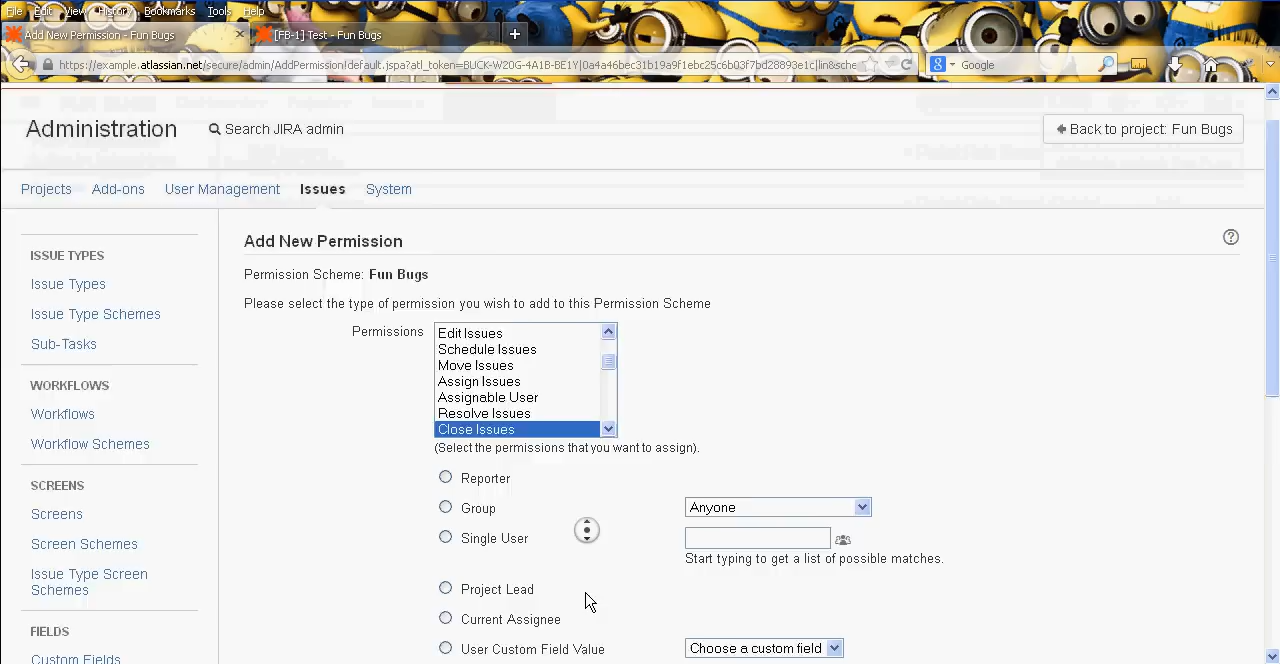 File Edit View History Bookmarks Tools Help
Add New Permission - Fun Bugs × [FB-1] Test - Fun Bugs +
https://example.atlassian.net/secure/admin/AddPermission!default.jspa?atl_token=BUCK-W20G-4A1B-BE1Y|0a4a46bec31b19a9f1ebc25c6b03f7bd28893e1c|lin&sche Google
Administration Search JIRA admin Back to project: Fun Bugs
Projects Add-ons User Management Issues System
ISSUE TYPES
Issue Types
Issue Type Schemes
Sub-Tasks
WORKFLOWS
Workflows
Workflow Schemes
SCREENS
Screens
Screen Schemes
Issue Type Screen
Schemes
FIELDS
Custom Fields
Add New Permission ?
Permission Scheme: Fun Bugs
Please select the type of permission you wish to add to this Permission Scheme
Permissions
Edit Issues
Schedule Issues
Move Issues
Assign Issues
Assignable User
Resolve Issues
Close Issues
(Select the permissions that you want to assign).
Reporter
Group Anyone
Single User
Start typing to get a list of possible matches.
Project Lead
Current Assignee
User Custom Field Value Choose a custom field